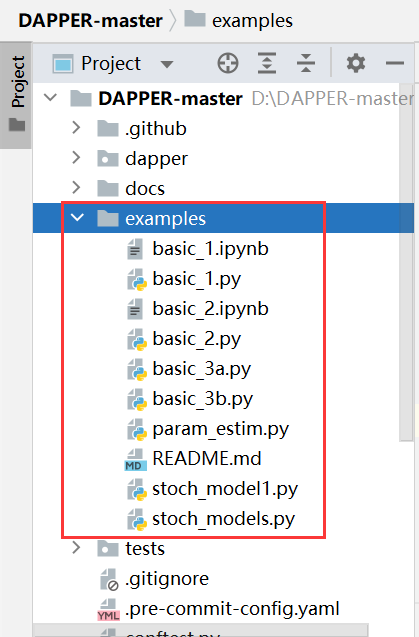 DAPPER-master examples
Project
Project
DAPPER-master D:\DAPPER-master
.github
dapper
docs
examples
basic_1.ipynb
basic_1.py
basic_2.ipynb
basic_2.py
basic_3a.py
basic_3b.py
param_estim.py
MD README.md
stoch_model1.py
stoch_models.py
tests
.gitignore
YML .pre-commit-config.yaml
conftest.py